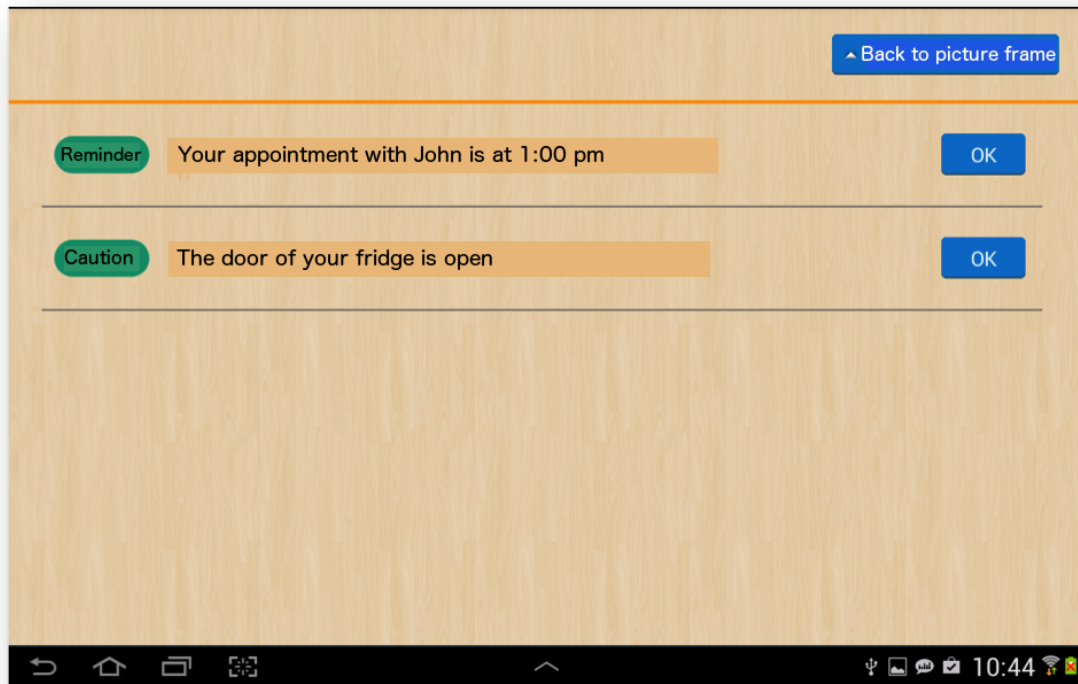 Back to picture frame
Reminder Your appointment with John is at 1:00 pm OK
Caution The door of your fridge is open OK
10:44